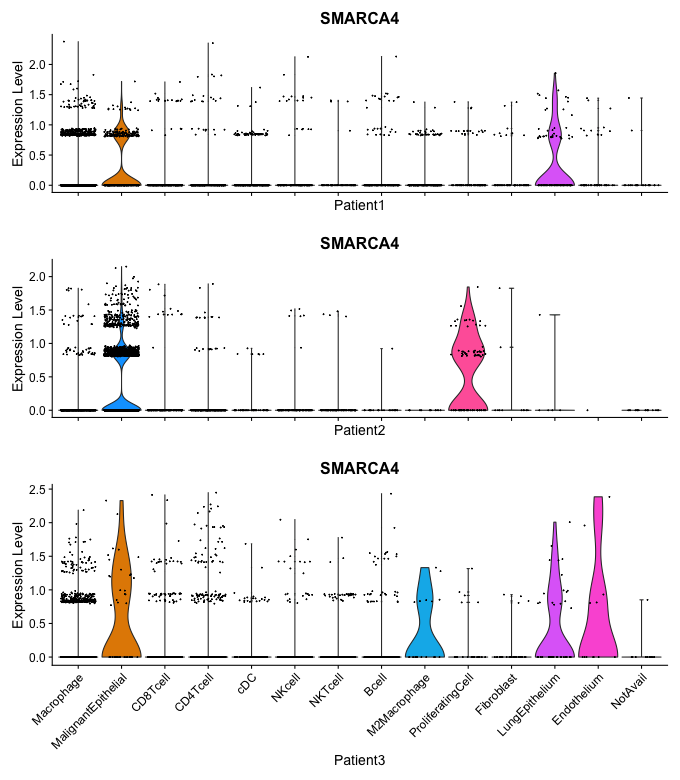 SMARCA4
Expression Level
2.0
1.5
1.0
0.5
0.0
Patient1
SMARCA4
Expression Level
2.0
1.5
1.0
0.5
0.0
Patient2
SMARCA4
Expression Level
2.5
2.0
1.5
1.0
0.5
0.0
Macrophage
MalignantEpithelial
CD8Tcell
CD4Tcell
cDC
NKcell
NKTcell
Bcell
M2Macrophage
ProliferatingCell
Fibroblast
LungEpithelium
Endothelium
NotAvail
Patient3